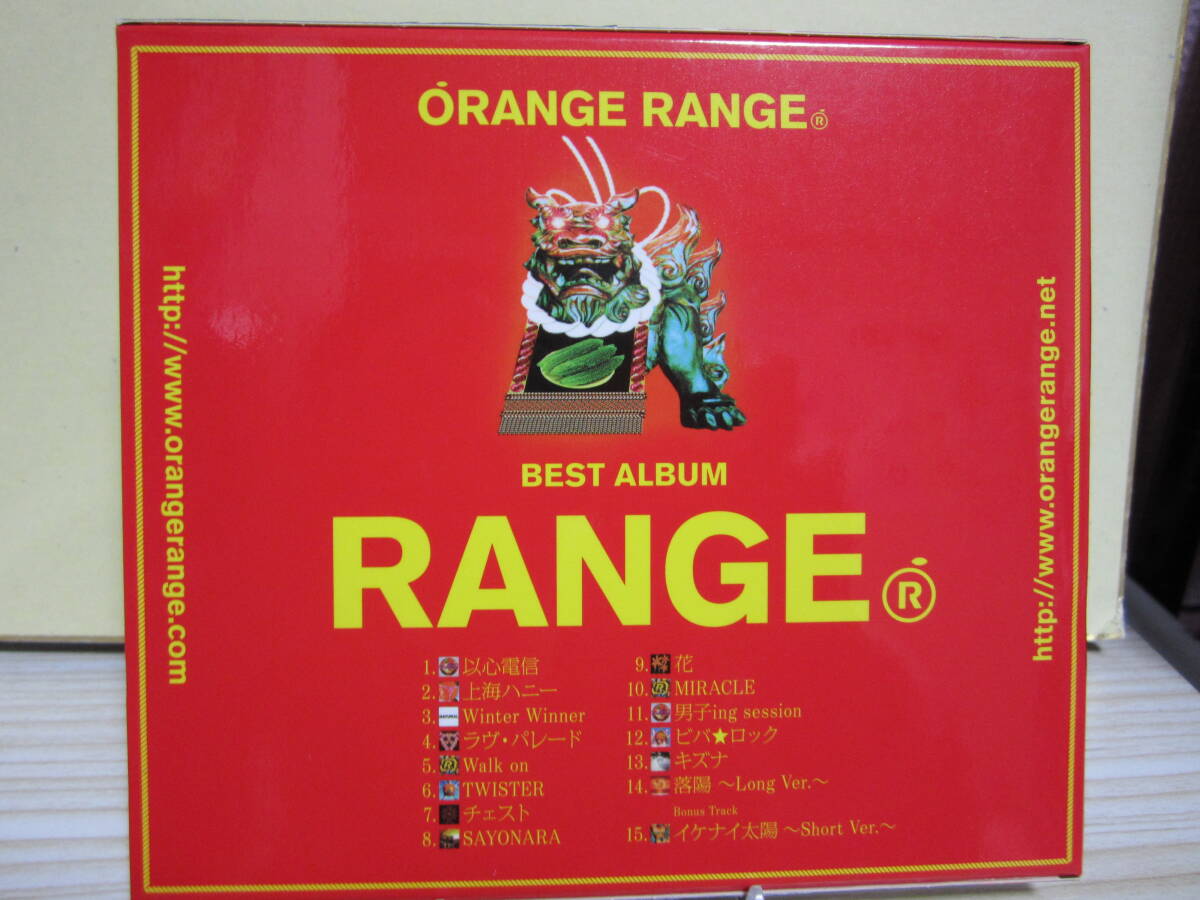 ORANGE RANGE®
http://www.orangerange.com
http://www.orangerange.net
BEST ALBUM
RANGE®
1. 以心電信
2. 上海ハニー
3. Winter Winner
4. ラヴ・パレード
5. Walk on
6. TWISTER
7. チェスト
8. SAYONARA
9. 花
10. MIRACLE
11. 男子ing session
12. ビバ★ロック
13. キズナ
14. 落陽 ~Long Ver.~
Bonus Track
15. イケナイ太陽 ~Short Ver.~